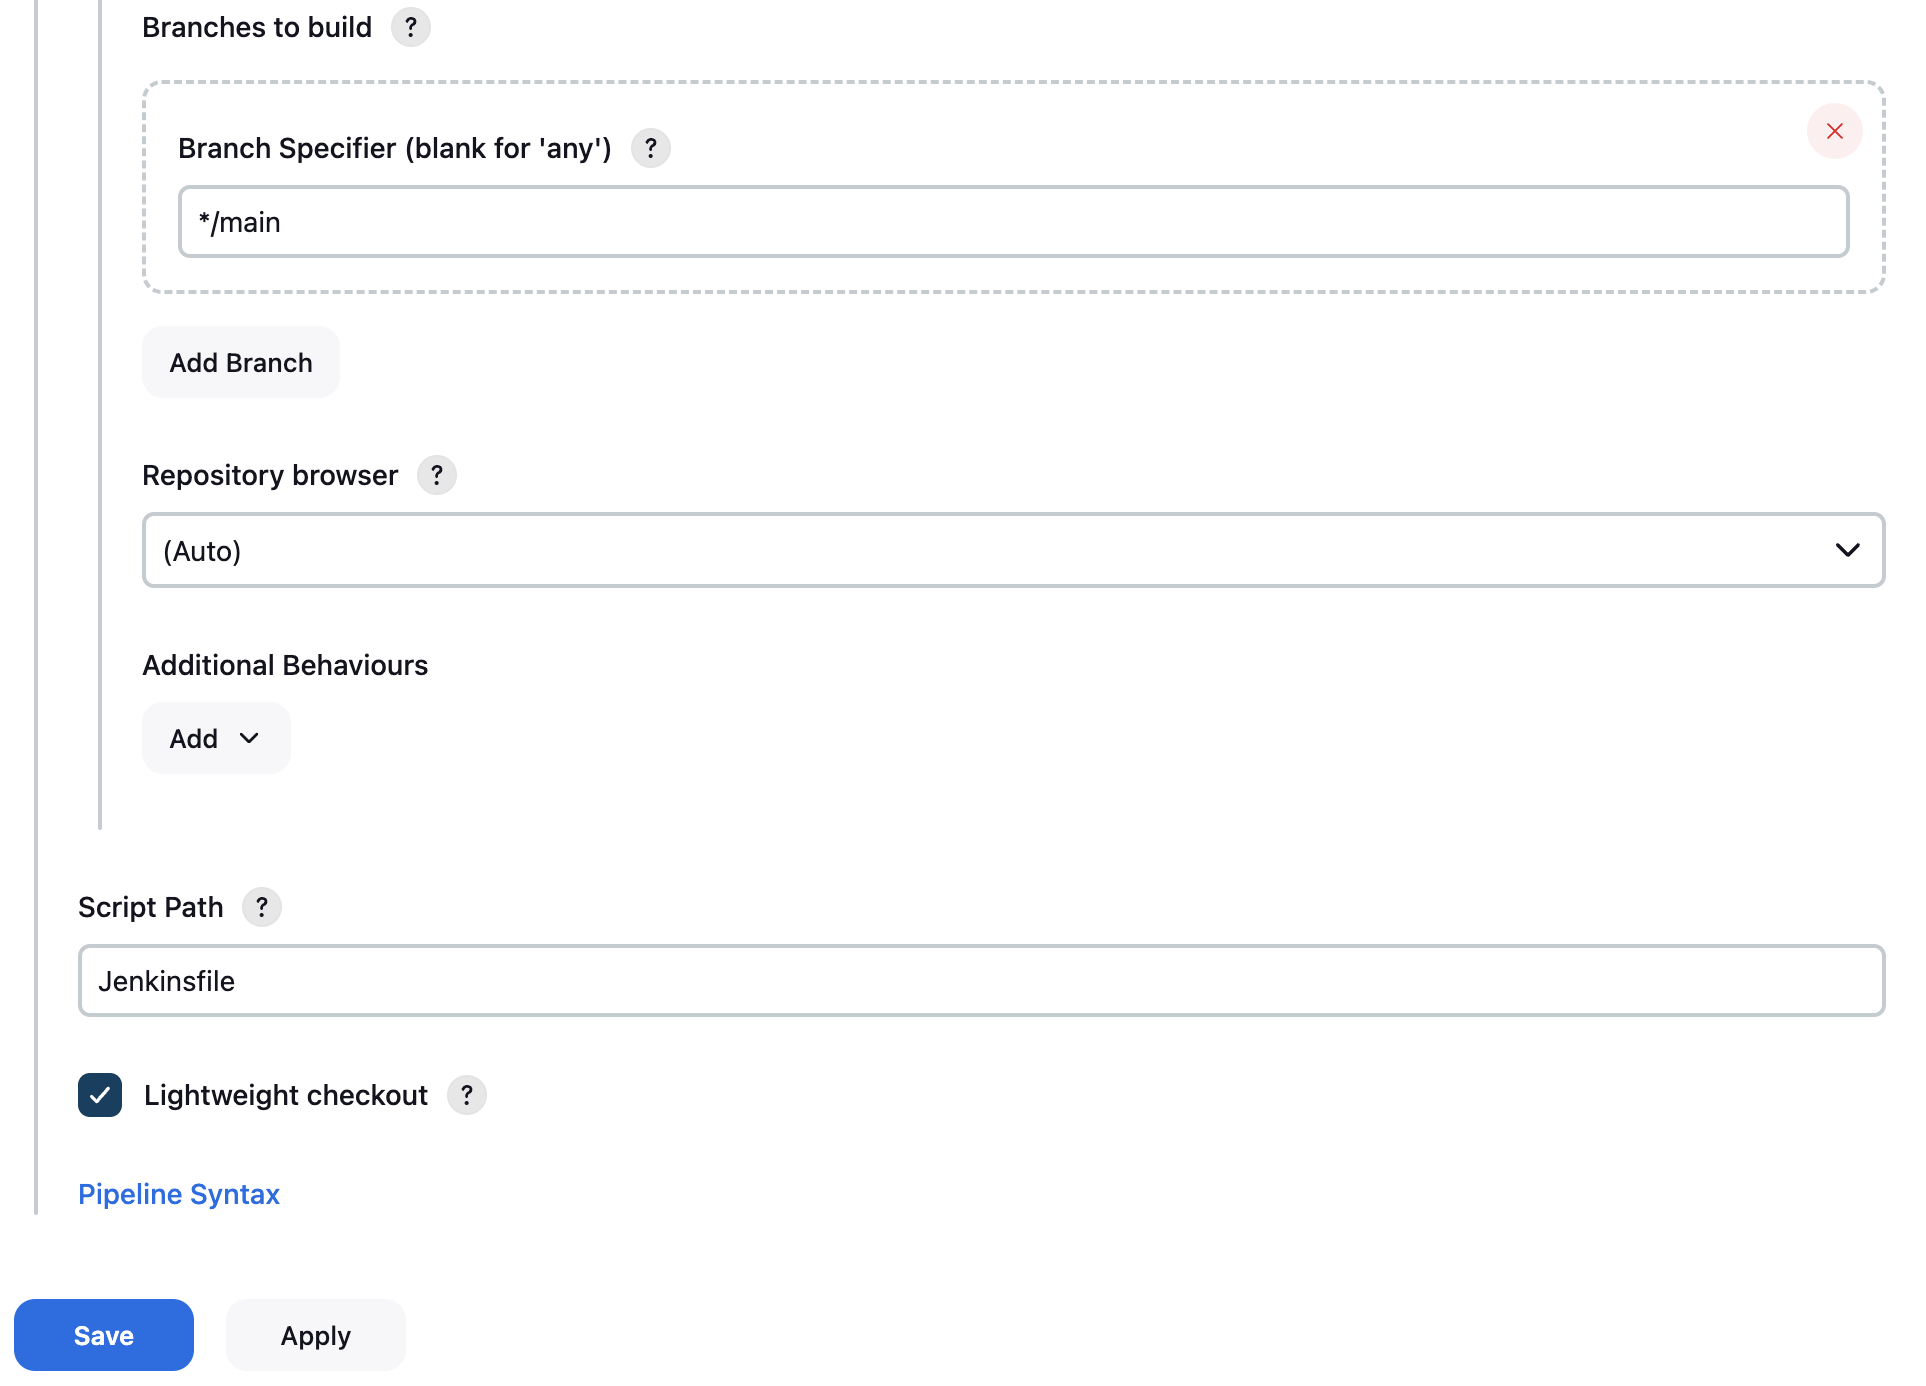 Branches to build ?
Branch Specifier (blank for 'any') ?
*/main
Add Branch
Repository browser ?
(Auto)
Additional Behaviours
Add
Script Path ?
Jenkinsfile
Lightweight checkout ?
Pipeline Syntax
Save Apply